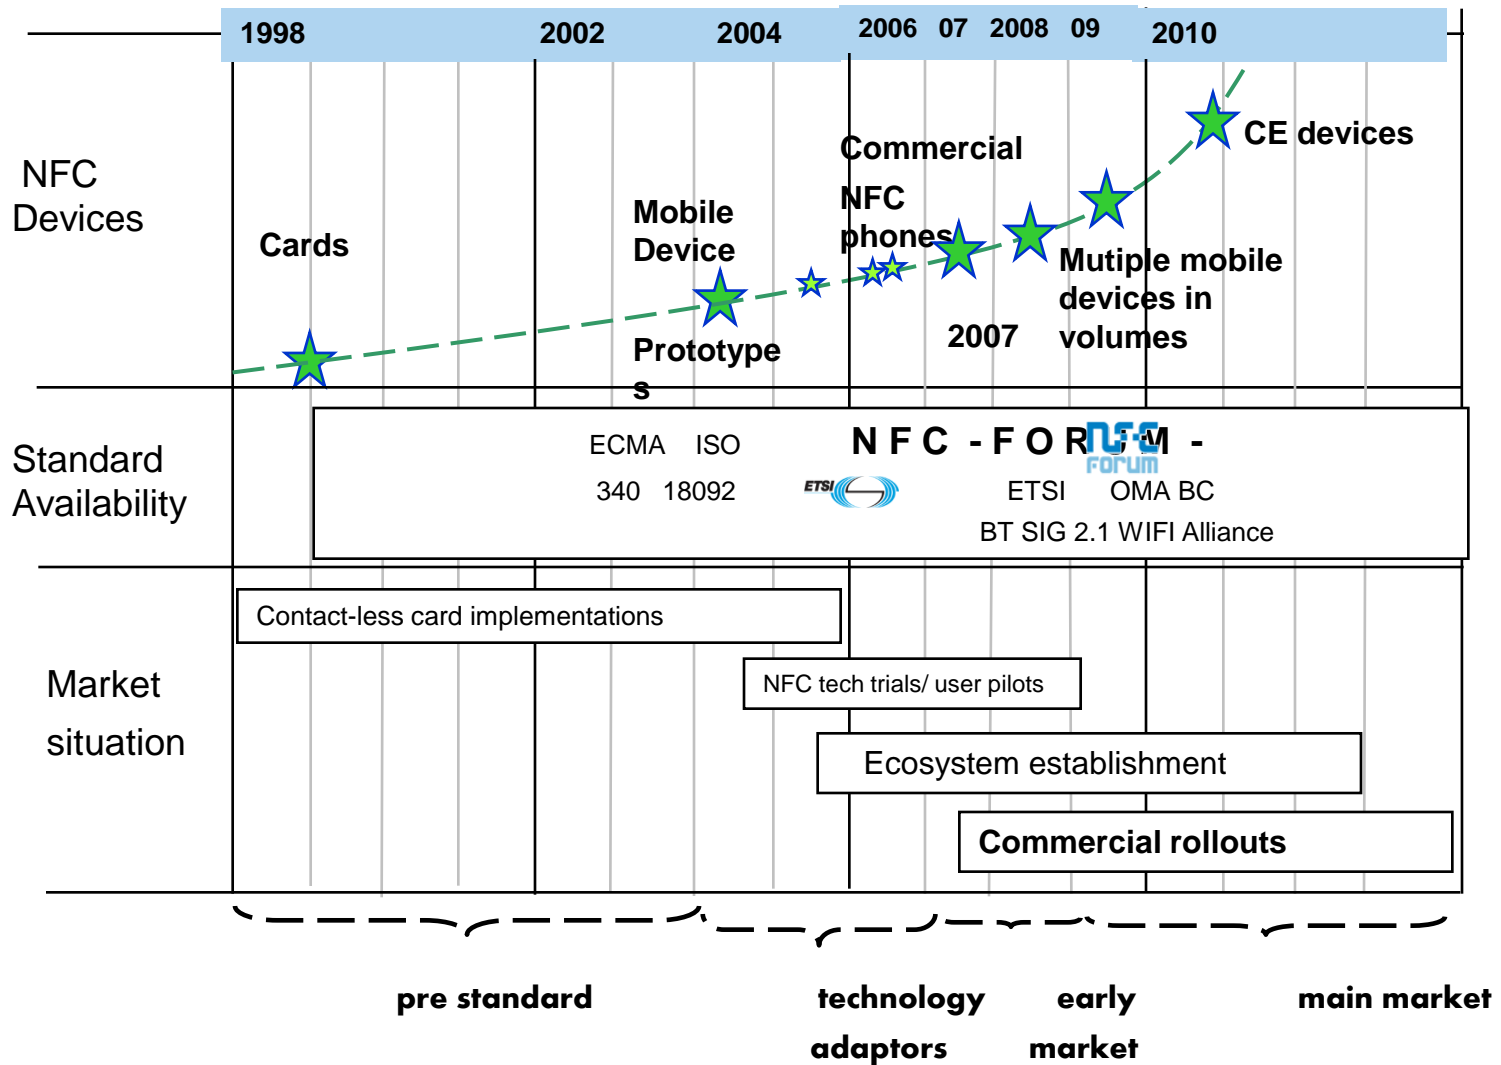 1998 2002 2004 2006 07 2008 09 2010
NFC
Devices
Cards
Mobile
Device
Prototype
s
Commercial
NFC
phones
2007
Mutiple mobile
devices in
volumes
CE devices
Standard
Availability
ECMA ISO
340 18092
N F C - F O R U M -
NFC
FORUM
ETSI
ETSI OMA BC
BT SIG 2.1 WIFI Alliance
Market
situation
Contact-less card implementations
NFC tech trials/ user pilots
Ecosystem establishment
Commercial rollouts
pre standard
technology
adaptors
early
market
main market